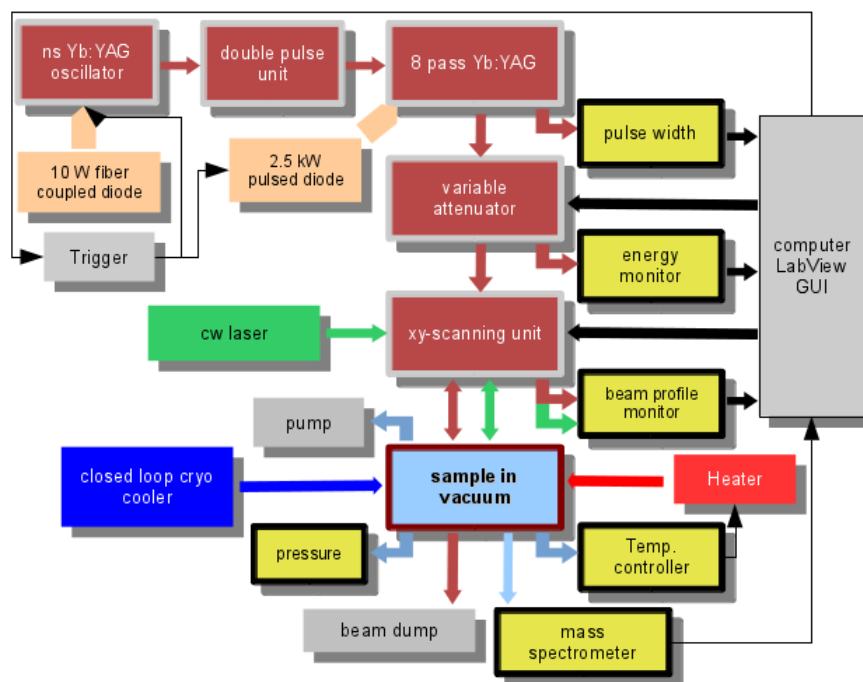 ns Yb:YAG
oscillator
double pulse
unit
8 pass Yb:YAG
pulse width
10 W fiber
coupled diode
2.5 kW
pulsed diode
variable
attenuator
Trigger
energy
monitor
computer
LabView
GUI
cw laser
xy-scanning unit
beam profile
monitor
pump
closed loop cryo
cooler
sample in
vacuum
Heater
pressure
Temp.
controller
beam dump
mass
spectrometer